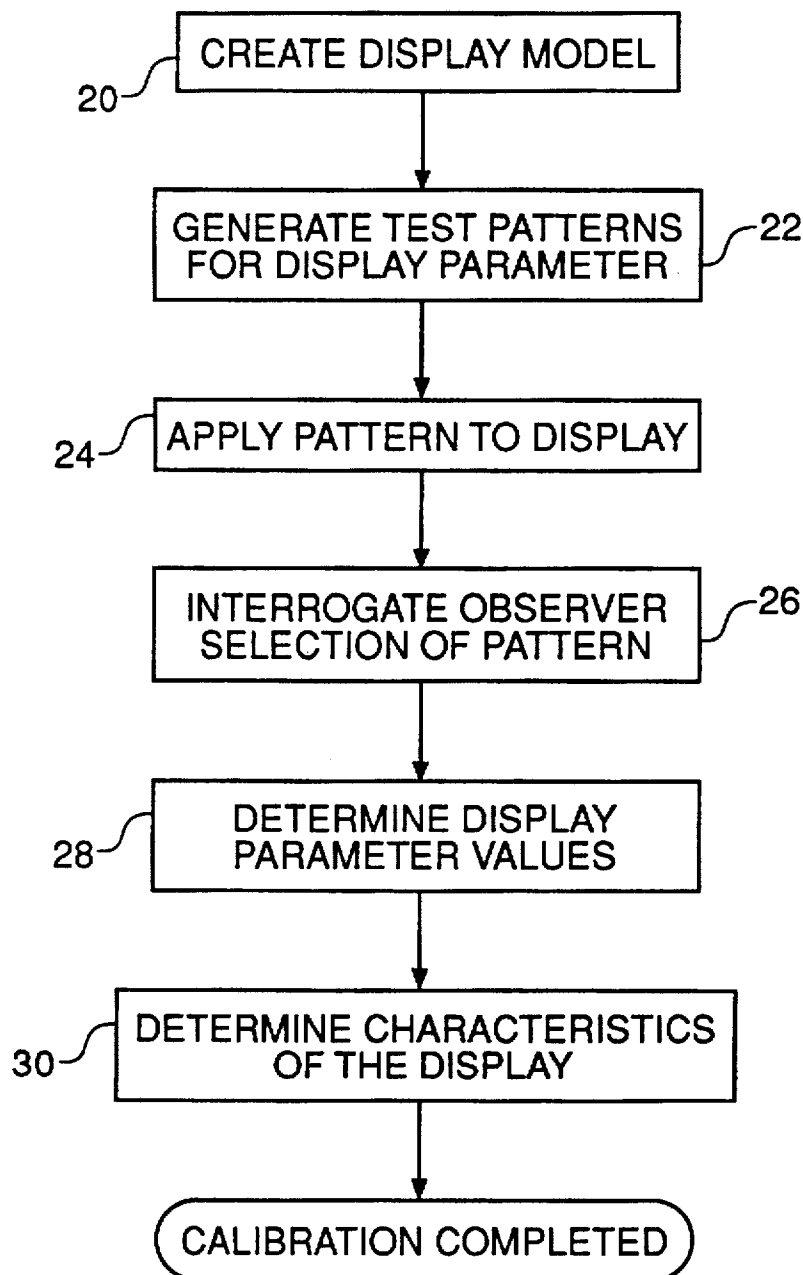 CREATE DISPLAY MODEL
20
GENERATE TEST PATTERNS
FOR DISPLAY PARAMETER
22
APPLY PATTERN TO DISPLAY
24
INTERROGATE OBSERVER
SELECTION OF PATTERN
26
DETERMINE DISPLAY
PARAMETER VALUES
28
DETERMINE CHARACTERISTICS
OF THE DISPLAY
30
CALIBRATION COMPLETED